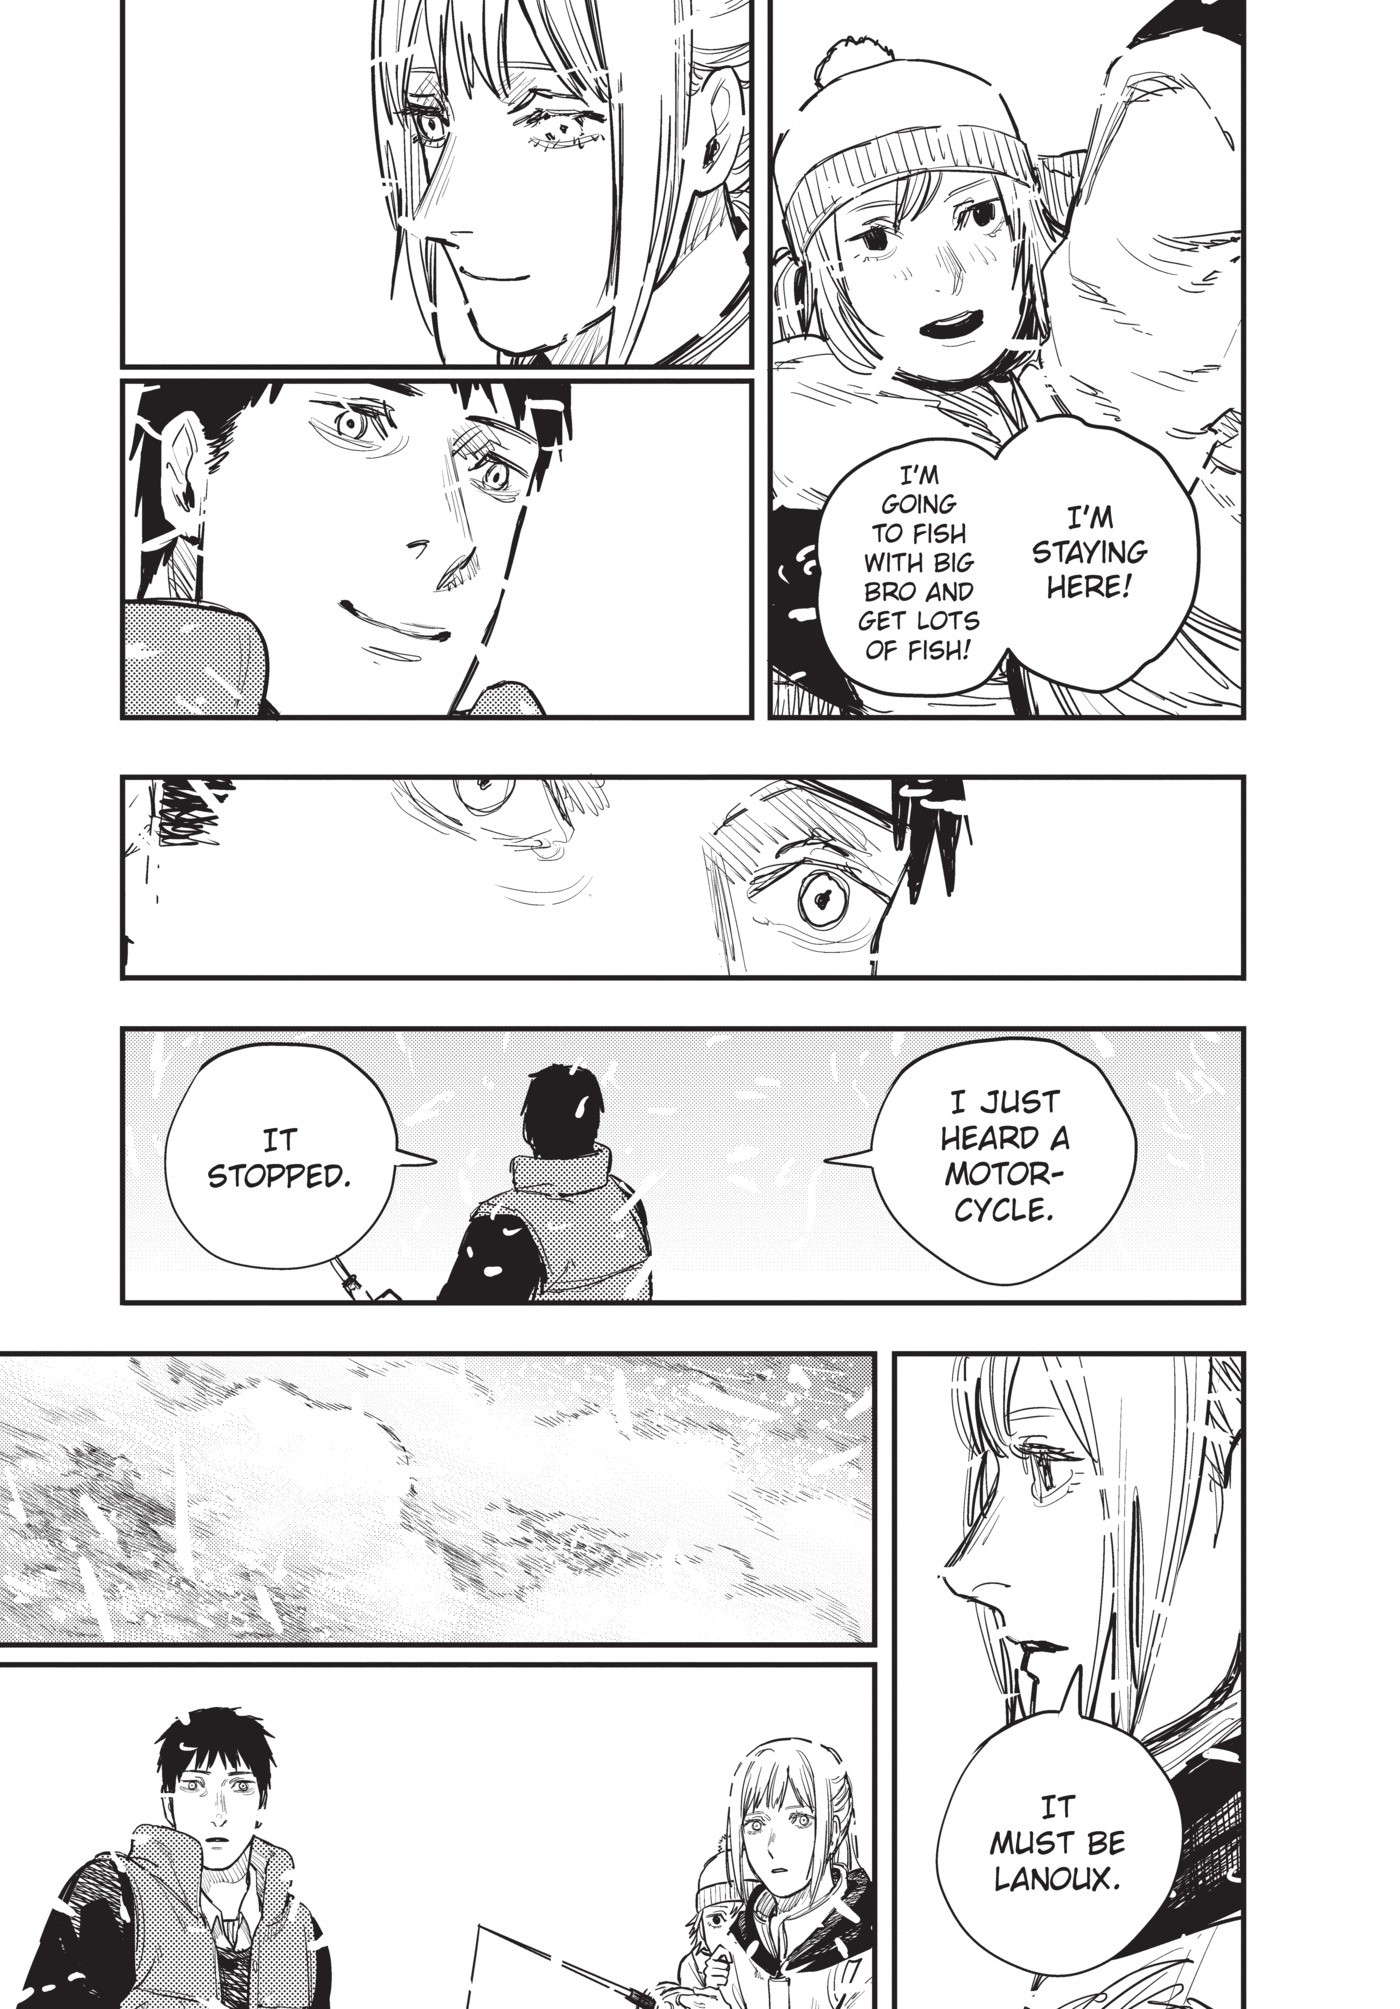 I'M
STAYING
HERE!
I'M
GOING
TO FISH
WITH BIG
BRO AND
GET LOTS
OF FISH!
I JUST
HEARD A
MOTOR-
CYCLE.
IT
STOPPED.
IT
MUST BE
LANOUX.